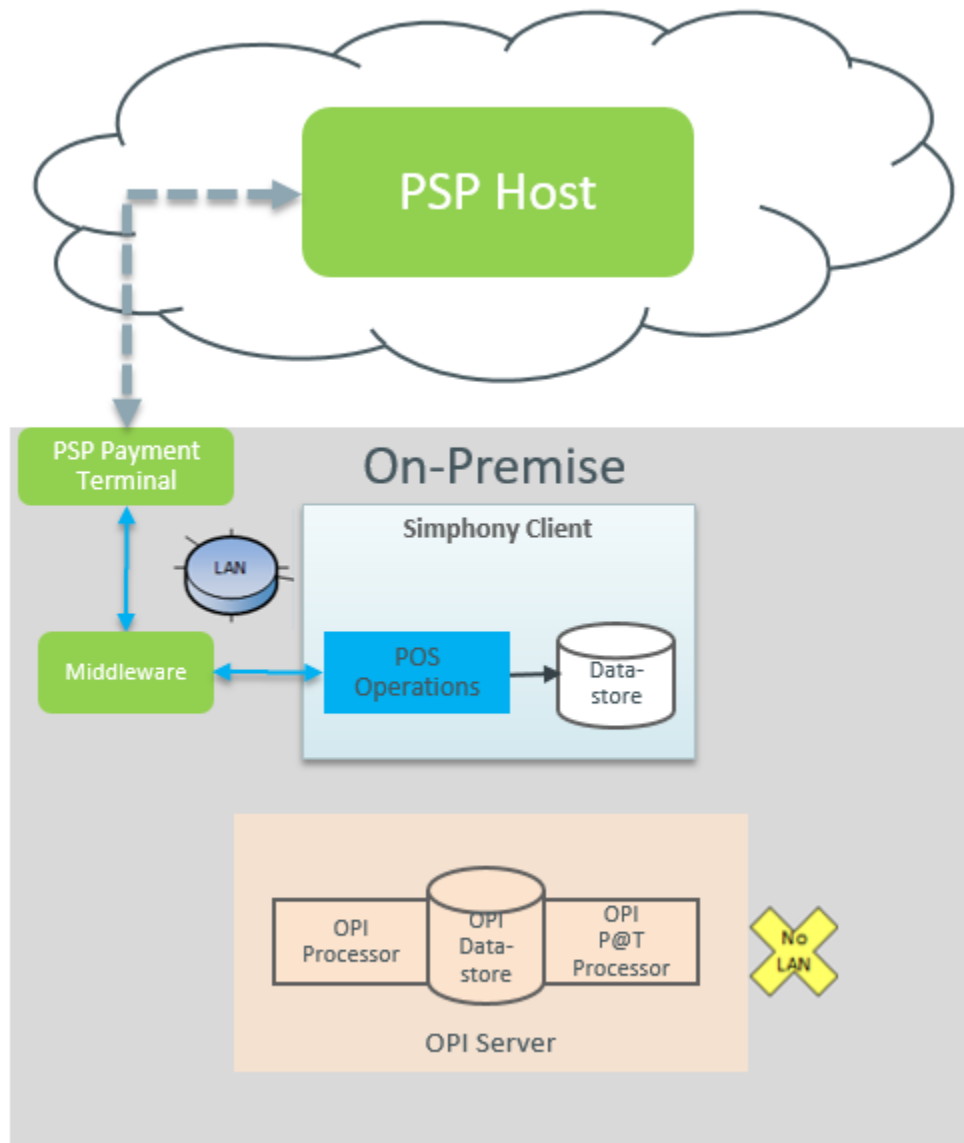 PSP Host
PSP Payment
Terminal
On-Premise
Simphony Client
LAN
Middleware
POS
Operations
Data-
store
OPI
Processor
OPI
Data-
store
OPI
P@T
Processor
No
LAN
OPI Server